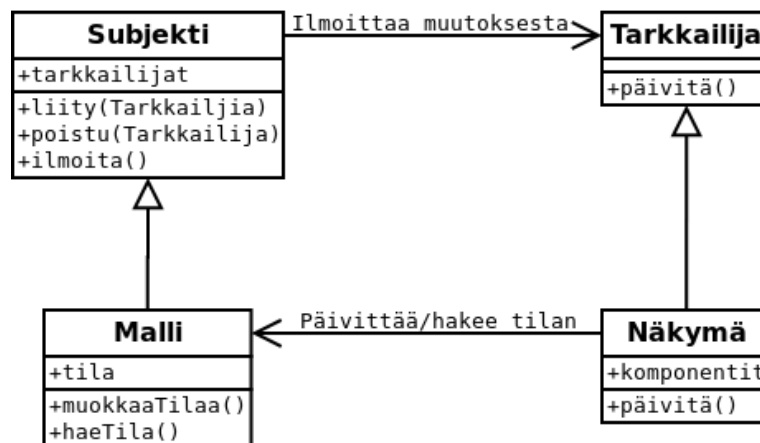 Subjekti
+tarkkailijat
+liity(Tarkkailjia)
+poistu(Tarkkailija)
+ilmoita()
Ilmoittaa muutoksesta
Tarkkailija
+päivitä()
Malli
+tila
+muokkaaTilaa()
+haeTila()
Päivittää/hakee tilan
Näkymä
+komponentit
+päivitä()